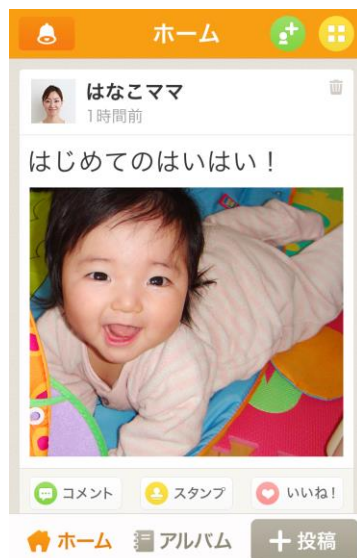 ホーム
はなこママ
1時間前
はじめてのはいはい！
コメント
スタンプ
いいね！
ホーム
アルバム
＋投稿